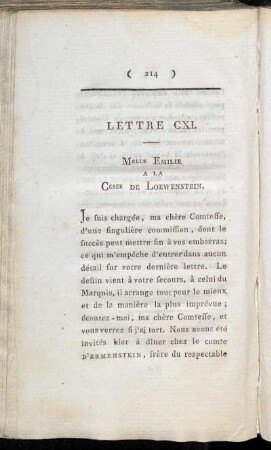 ( 214 )
LETTRE CXI.
Melle Emilie
A LA
Cesse de Loewenstein.
Je suis chargée, ma chère Comtesse,
d'une singulière commission, dont le
succès peut mettre fin à vos embarras;
ce qui m'empêche d'entrer dans aucun
détail sur votre dernière lettre. Le
destin vient à votre secours, à celui du
Marquis, il arrange tout pour le mieux
et de la manière la plus imprévue;
écoutez-moi, ma chère Comtesse, et
vous verrez si j'aj tort. Nous avons été
invités hier à dîner chez le comte
d'Ermenstein, frère du respectable